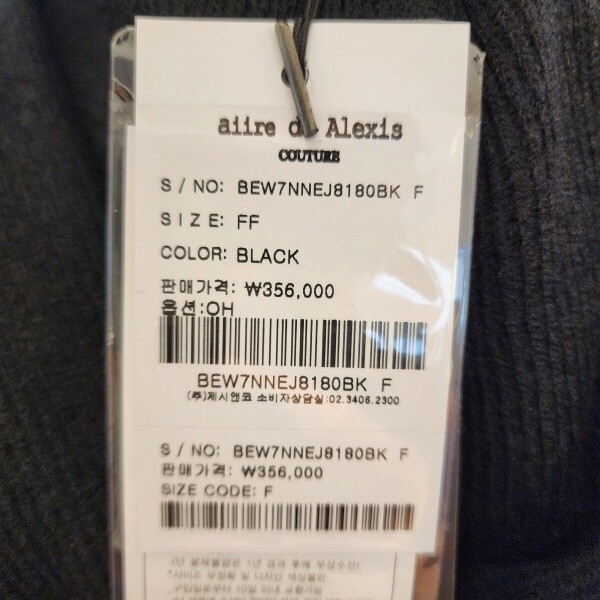 aiire de Alexis
COUTURE
S / NO: BEW7NNEJ8180BK F
SIZE: FF
COLOR: BLACK
판매가격: ₩356,000
옵션:OH
BEW7NNEJ8180BK F
(주)제시앤코 소비자상담실:02.3406.2300
S / NO: BEW7NNEJ8180BK F
판매가격: ₩356,000
SIZE CODE: F